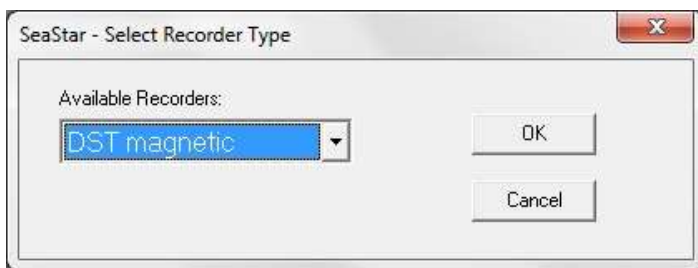 SeaStar - Select Recorder Type
Available Recorders:
DST magnetic
OK
Cancel